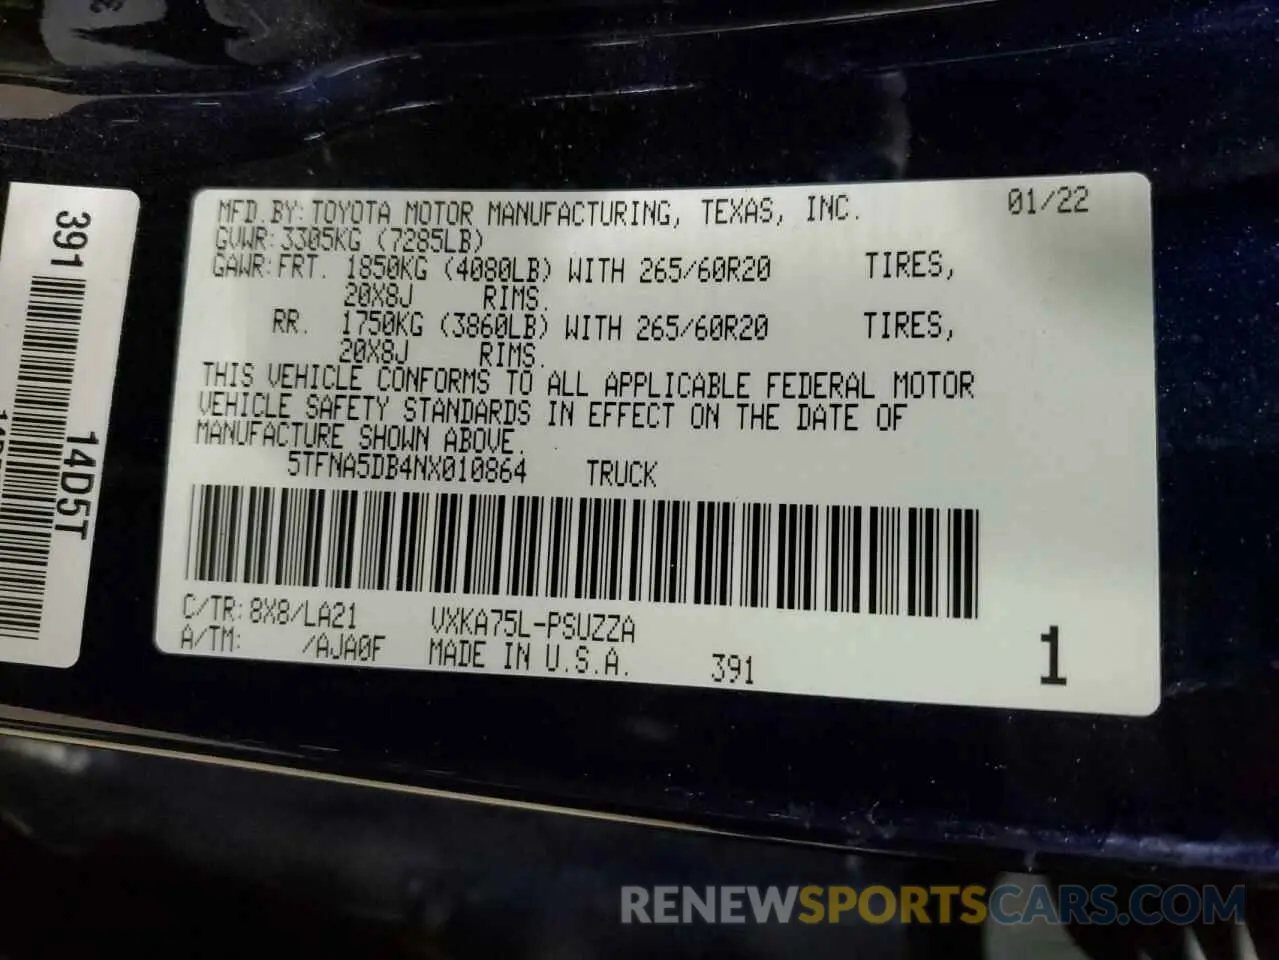 MFD.BY:TOYOTA MOTOR MANUFACTURING, TEXAS, INC. 01/22
GVWR:3305KG (7285LB)
GAWR:FRT. 1850KG (4080LB) WITH 265/60R20 TIRES,
20X8J RIMS.
RR. 1750KG (3860LB) WITH 265/60R20 TIRES,
20X8J RIMS.
THIS VEHICLE CONFORMS TO ALL APPLICABLE FEDERAL MOTOR
VEHICLE SAFETY STANDARDS IN EFFECT ON THE DATE OF
MANUFACTURE SHOWN ABOVE.
5TFNA5DB4NX010864 TRUCK
C/TR:8X8/LA21 VXKA75L-PSUZZA
A/TM: /AJA0F MADE IN U.S.A. 391
1
391
14D5T
RENEWSPORTSCARS.COM